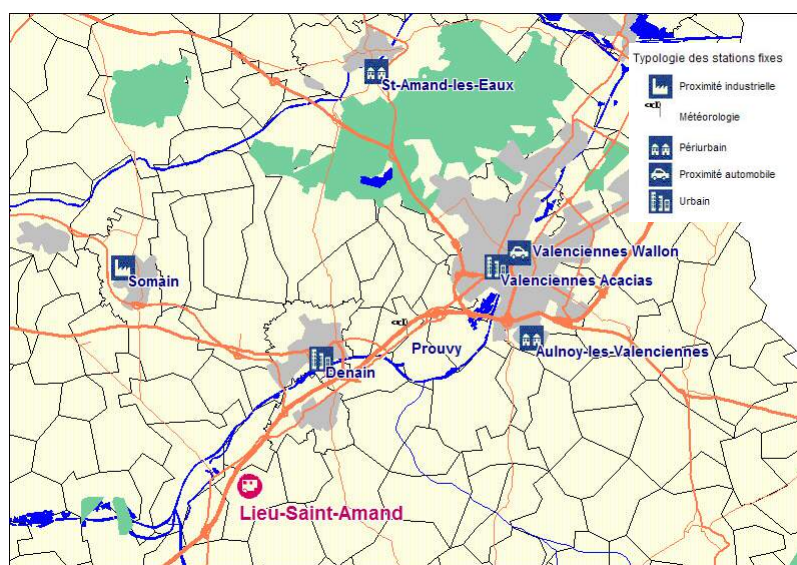 Typologie des stations fixes
Proximité industrielle
Météorologie
Périurbain
Proximité automobile
Urbain
St-Amand-les-Eaux
Valenciennes Wallon
Somain
Valenciennes Acacias
Prouvy
Aulnoy-les-Valenciennes
Denain
Lieu-Saint-Amand